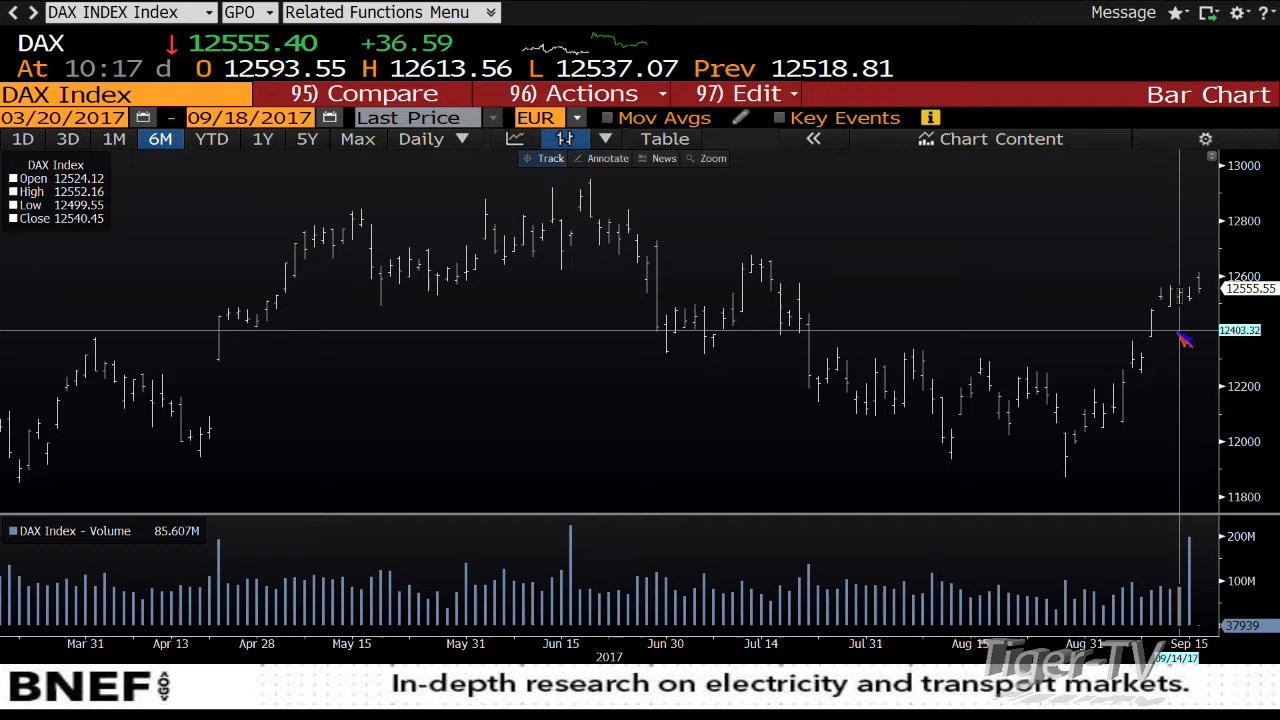 DAX INDEX Index GPO Related Functions Menu Message ?
DAX 12555.40 +36.59
At 10:17 d O 12593.55 H 12613.56 L 12537.07 Prev 12518.81
DAX Index 95) Compare 96) Actions 97) Edit Bar Chart
03/20/2017 - 09/18/2017 Last Price EUR Mov Avgs Key Events
1D 3D 1M 6M YTD 1Y 5Y Max Daily Table « Chart Content
Track Annotate News Zoom
DAX Index
Open 12524.12
High 12552.16
Low 12499.55
Close 12540.45
13000
12800
12600
12555.55
12403.32
12200
12000
11800
DAX Index - Volume 85.607M
200M
100M
37939
Mar 31 Apr 13 Apr 28 May 15 May 31 Jun 15 Jun 30 Jul 14 Jul 31 Aug 15 Aug 31 Sep 15
2017 09/14/17
Tiger-TV
BNEF
In-depth research on electricity and transport markets.